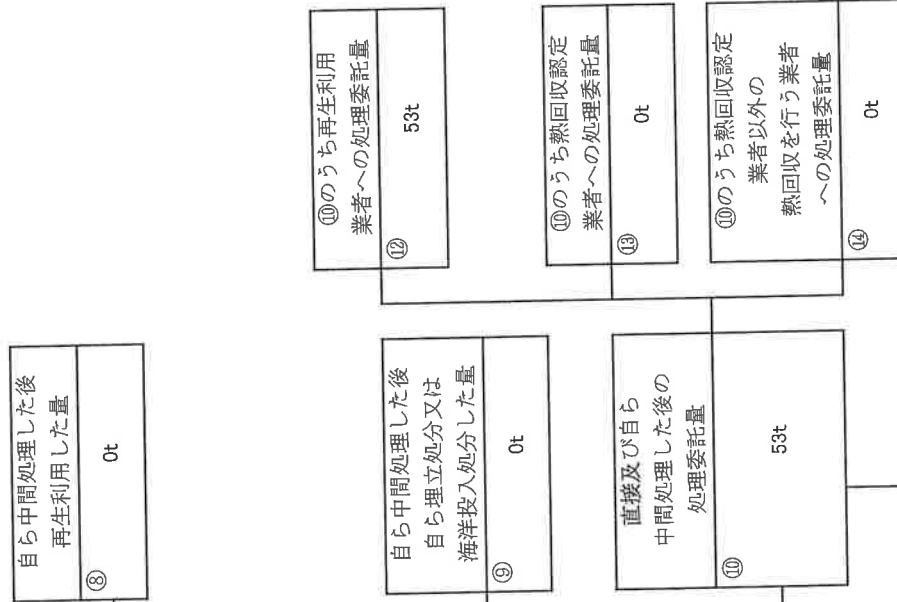 自ら中間処理した後
再生利用した量
⑧
0t
自ら中間処理した後
自ら埋立処分又は
海洋投入処分した量
⑨
0t
直接及び自ら
中間処理した後の
処理委託量
⑩
53t
⑩のうち再生利用
業者への処理委託量
⑫
53t
⑩のうち熱回収認定
業者への処理委託量
⑬
0t
⑩のうち熱回収認定
業者以外の
熱回収を行う業者
への処理委託量
⑭
0t